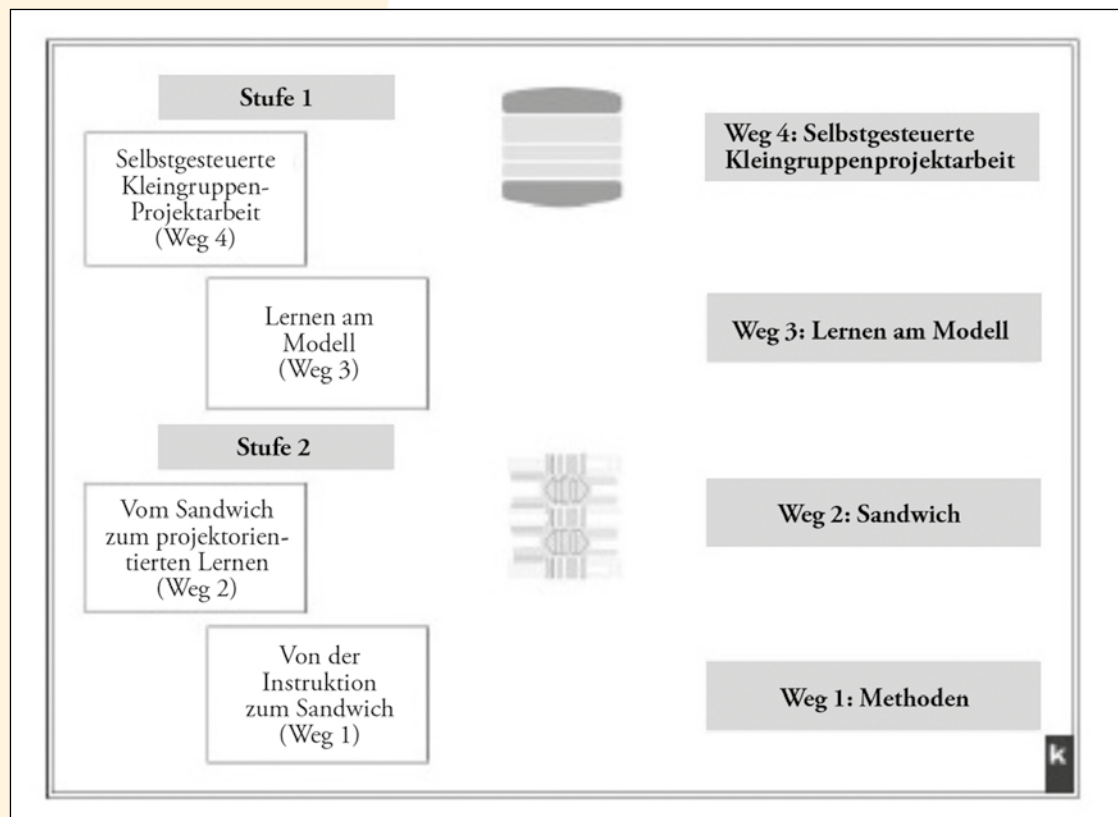 Stufe 1
Selbstgesteuerte
Kleingruppen-
Projektarbeit
(Weg 4)
Lernen am
Modell
(Weg 3)
Stufe 2
Vom Sandwich
zum projektorien-
tierten Lernen
(Weg 2)
Von der
Instruktion
zum Sandwich
(Weg 1)
Weg 4: Selbstgesteuerte
Kleingruppenprojektarbeit
Weg 3: Lernen am Modell
Weg 2: Sandwich
Weg 1: Methoden
k